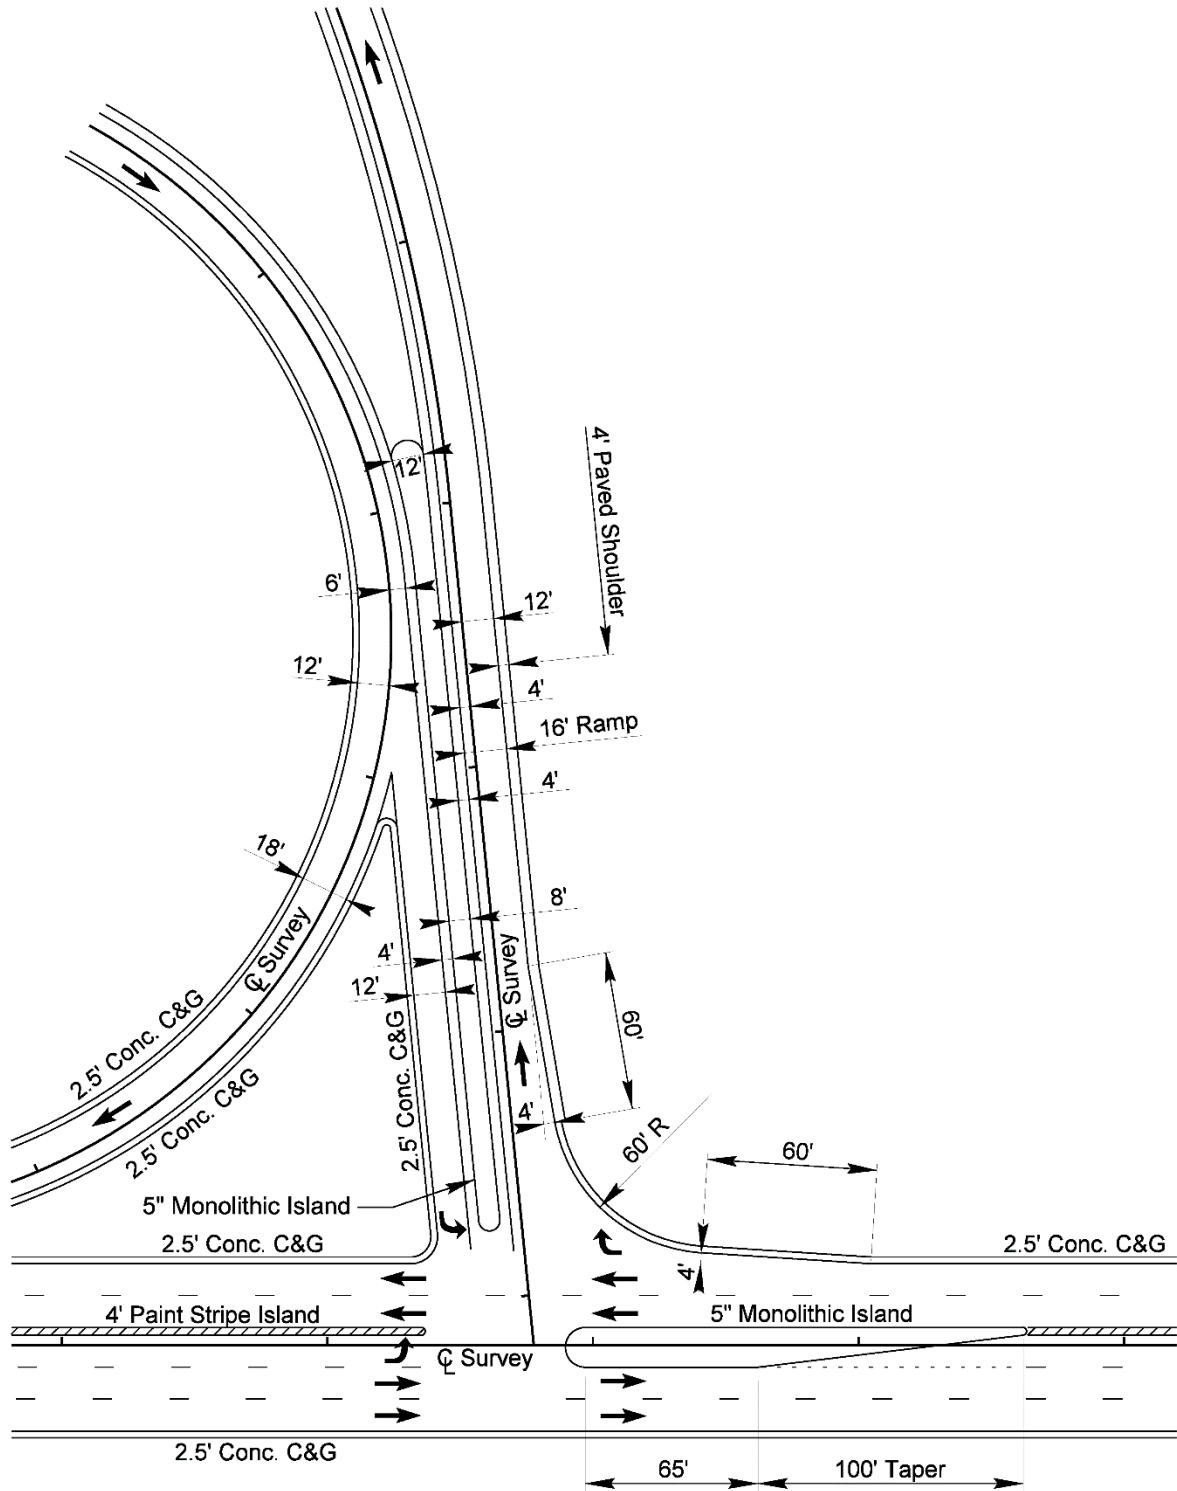 4' Paved Shoulder
12'
6'
12'
12'
4'
16' Ramp
4'
18'
8'
℄ Survey
℄ Survey
4'
12'
2.5' Conc. C&G
2.5' Conc. C&G
2.5' Conc. C&G
60'
4'
60' R
60'
5" Monolithic Island
2.5' Conc. C&G
2.5' Conc. C&G
4'
4' Paint Stripe Island
5" Monolithic Island
℄ Survey
2.5' Conc. C&G
65'
100' Taper